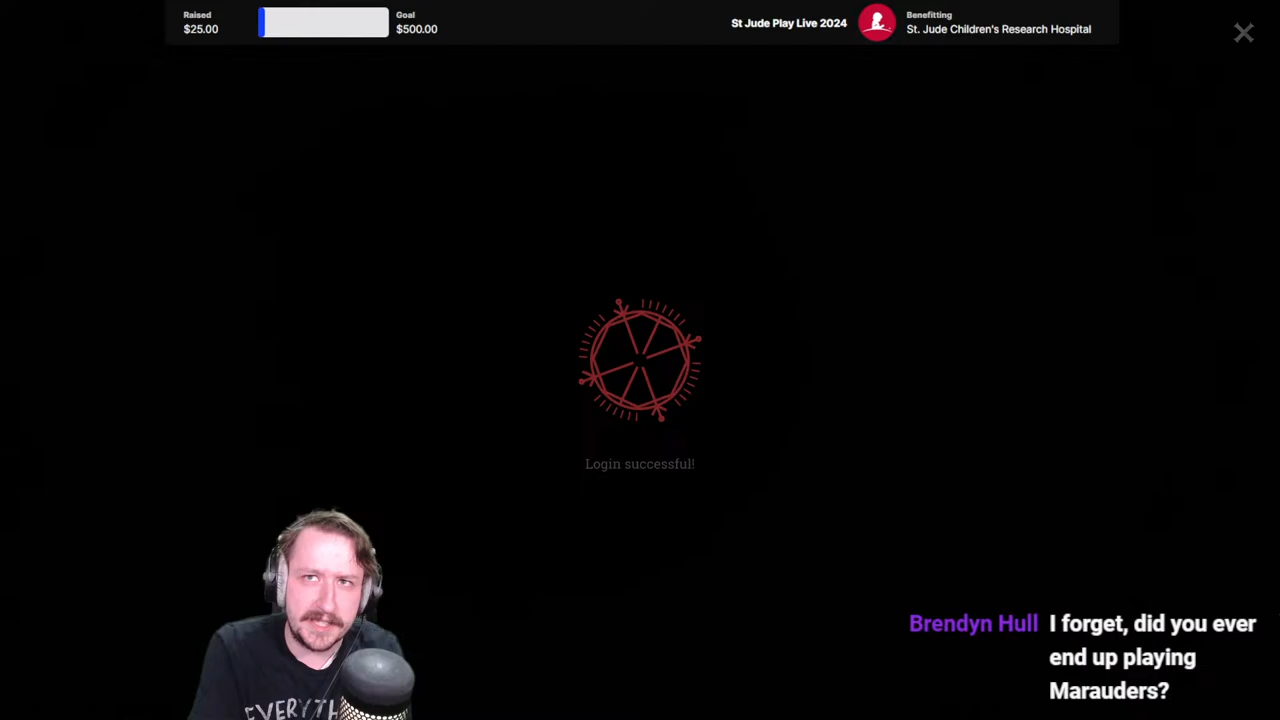 Raised
$25.00
Goal
$500.00
St Jude Play Live 2024
Benefitting
St. Jude Children's Research Hospital
Login successful!
Brendyn Hull I forget, did you ever
end up playing
Marauders?